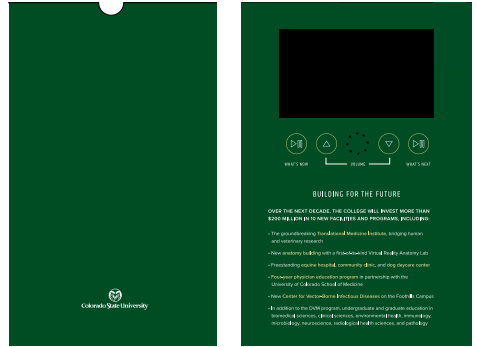 Colorado State University
WHAT'S NOW
VOLUME
WHAT'S NEXT
BUILDING FOR THE FUTURE
OVER THE NEXT DECADE, THE COLLEGE WILL INVEST MORE THAN
$200 MILLION IN 10 NEW FACILITIES AND PROGRAMS, INCLUDING:
• The groundbreaking Translational Medicine Institute, bridging human
and veterinary research
• New anatomy building with a first-of-its-kind Virtual Reality Anatomy Lab
• Freestanding equine hospital, community clinic, and dog daycare center
• Four-year physician education program in partnership with the
University of Colorado School of Medicine
• New Center for Vector-Borne Infectious Diseases on the Foothills Campus
• In addition to the DVM program, undergraduate and graduate education in
biomedical sciences, clinical sciences, environmental health, immunology,
microbiology, neuroscience, radiological health sciences, and pathology